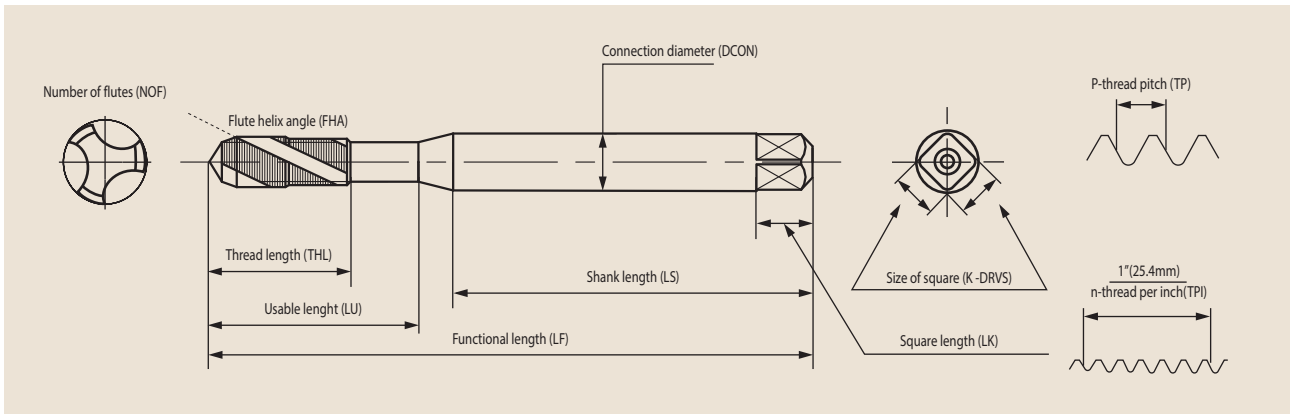 Connection diameter (DCON)
Number of flutes (NOF)
P-thread pitch (TP)
Flute helix angle (FHA)
Thread length (THL)
Shank length (LS)
Size of square (K -DRVS)
1”(25.4mm)
n-thread per inch(TPI)
Usable lenght (LU)
Functional length (LF)
Square length (LK)